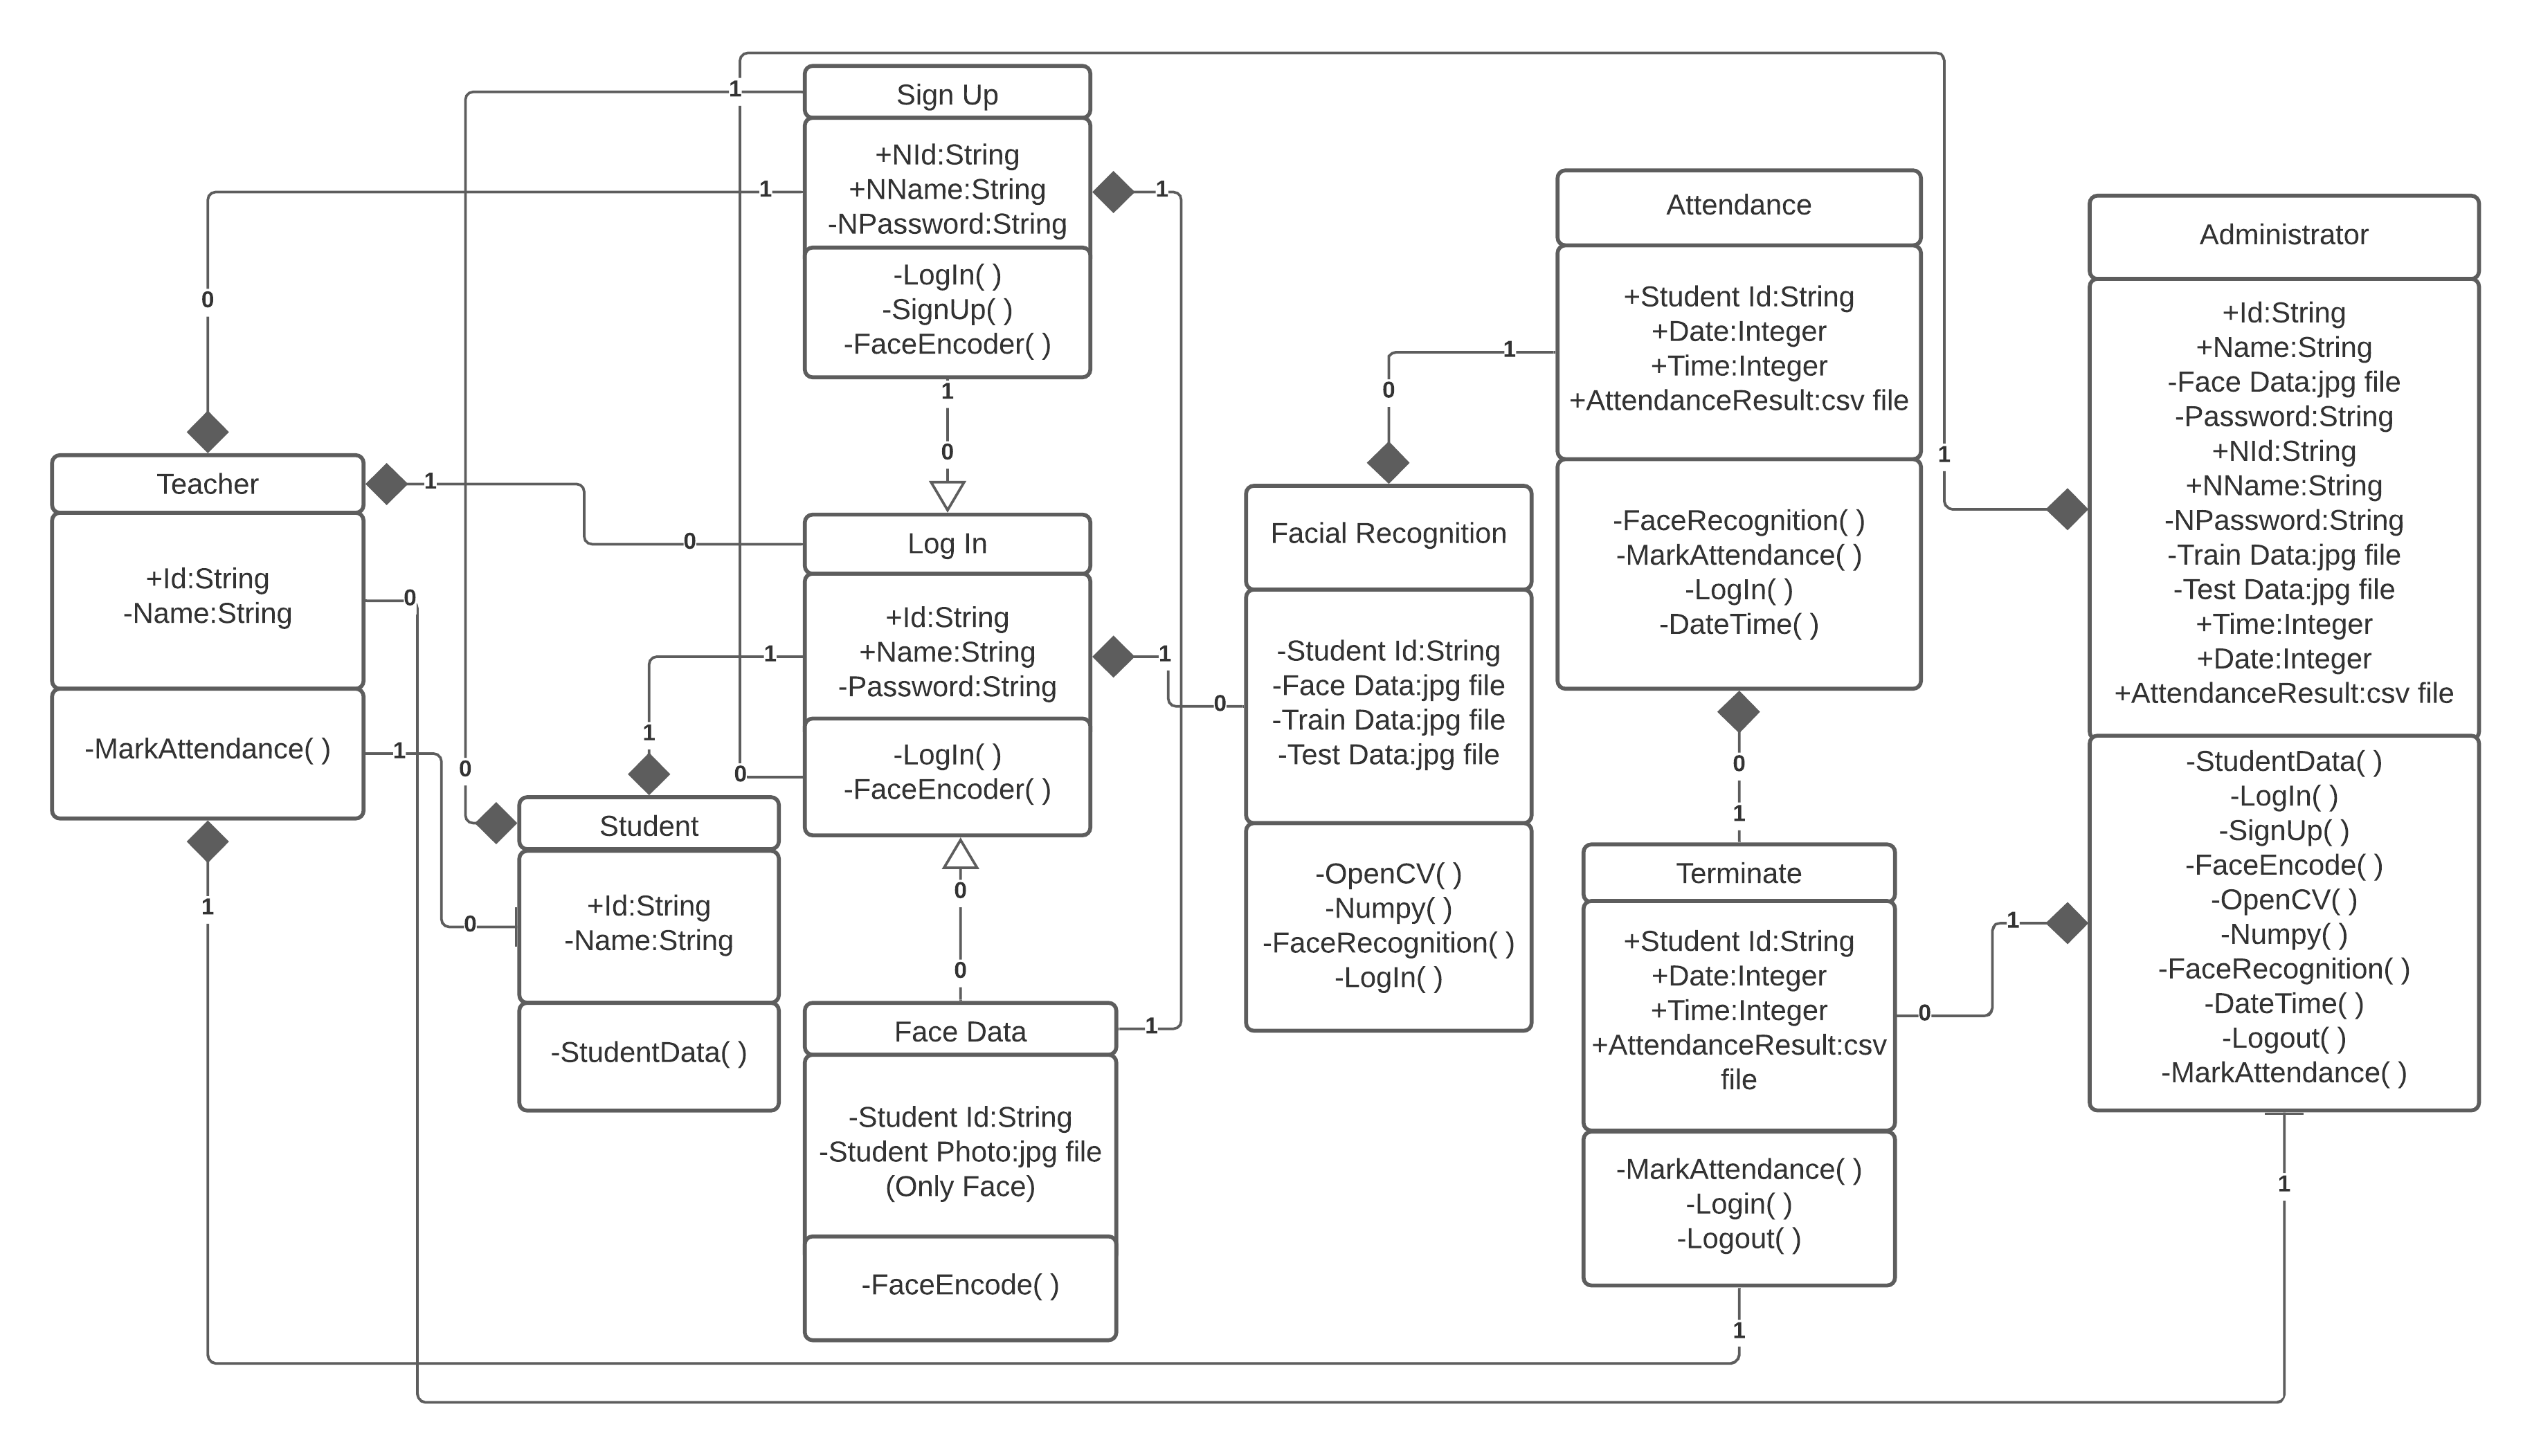 Sign Up
+NId:String
+NName:String
-NPassword:String
-LogIn( )
-SignUp( )
-FaceEncoder( )
1
1
1
0
1
0
Teacher
+Id:String
-Name:String
-MarkAttendance( )
1
0
0
1
0
0
1
Log In
+Id:String
+Name:String
-Password:String
-LogIn( )
-FaceEncoder( )
1
1
0
1
0
Student
+Id:String
-Name:String
-StudentData( )
0
0
Face Data
-Student Id:String
-Student Photo:jpg file
(Only Face)
-FaceEncode( )
1
Facial Recognition
-Student Id:String
-Face Data:jpg file
-Train Data:jpg file
-Test Data:jpg file
-OpenCV( )
-Numpy( )
-FaceRecognition( )
-LogIn( )
1
0
Attendance
+Student Id:String
+Date:Integer
+Time:Integer
+AttendanceResult:csv file
-FaceRecognition( )
-MarkAttendance( )
-LogIn( )
-DateTime( )
0
1
Terminate
+Student Id:String
+Date:Integer
+Time:Integer
+AttendanceResult:csv
file
-MarkAttendance( )
-Login( )
-Logout( )
1
0
1
1
Administrator
+Id:String
+Name:String
-Face Data:jpg file
-Password:String
+NId:String
+NName:String
-NPassword:String
-Train Data:jpg file
-Test Data:jpg file
+Time:Integer
+Date:Integer
+AttendanceResult:csv file
-StudentData( )
-LogIn( )
-SignUp( )
-FaceEncode( )
-OpenCV( )
-Numpy( )
-FaceRecognition( )
-DateTime( )
-Logout( )
-MarkAttendance( )
1